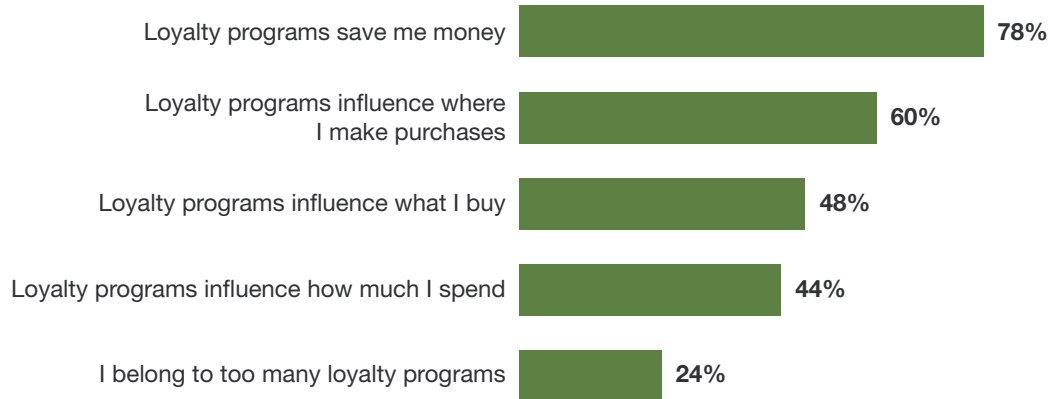 Loyalty programs save me money 78%
Loyalty programs influence where
I make purchases 60%
Loyalty programs influence what I buy 48%
Loyalty programs influence how much I spend 44%
I belong to too many loyalty programs 24%